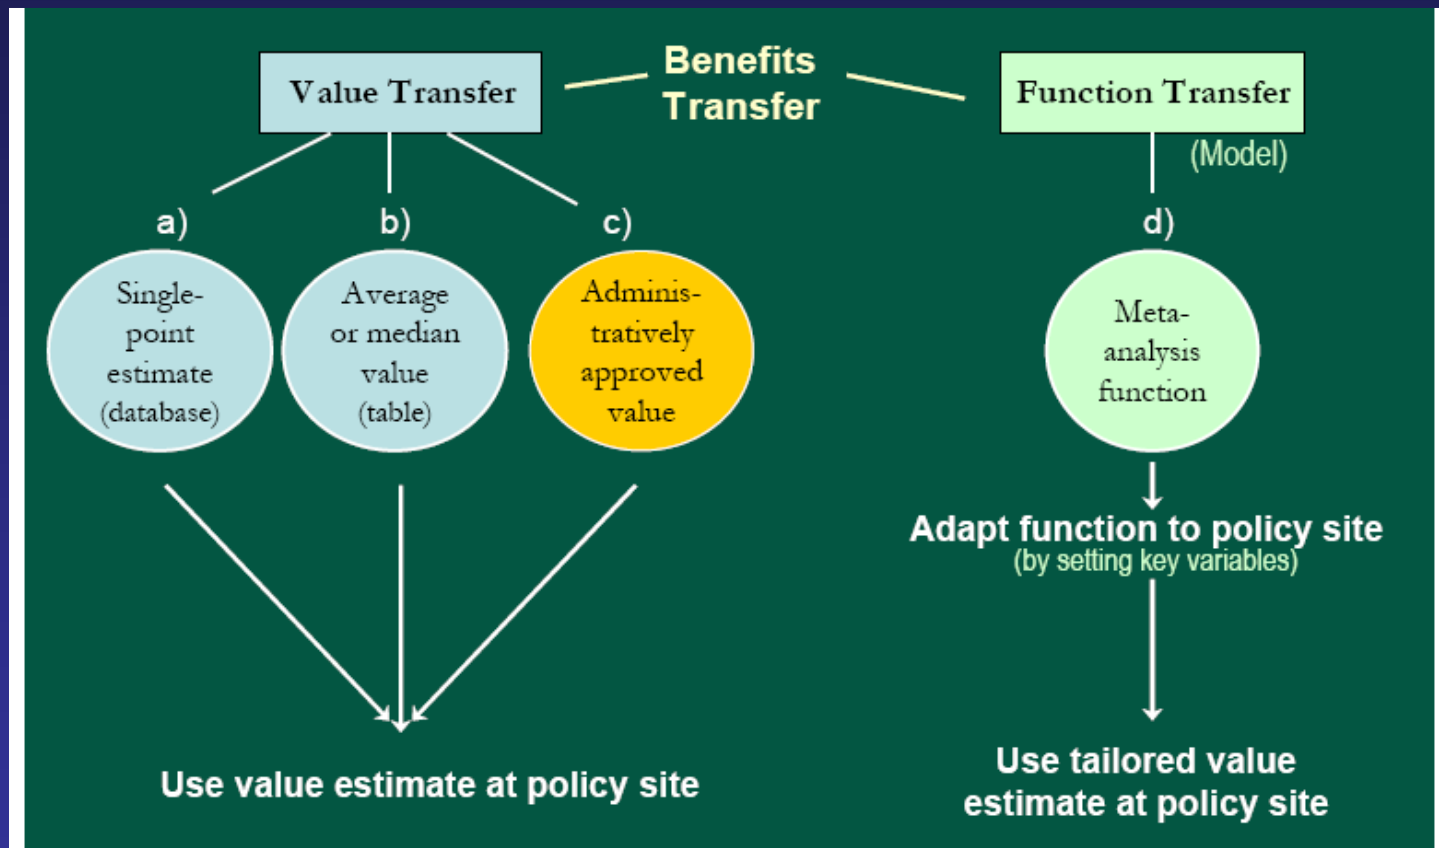 Benefits
Transfer
Value Transfer
Function Transfer
(Model)
a)
b)
c)
d)
Single-
point
estimate
(database)
Average
or median
value
(table)
Adminis-
tratively
approved
value
Meta-
analysis
function
Adapt function to policy site
(by setting key variables)
Use value estimate at policy site
Use tailored value
estimate at policy site